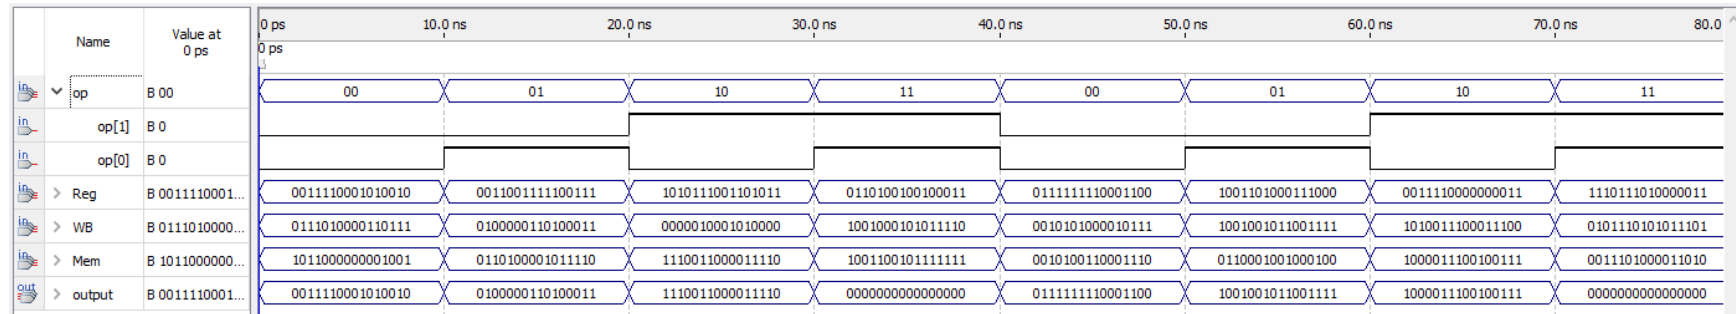 0 ps 10.0 ns 20.0 ns 30.0 ns 40.0 ns 50.0 ns 60.0 ns 70.0 ns 80.0
Name Value at 0 ps 0 ps
op B 00 00 01 10 11 00 01 10 11
op[1] B 0
op[0] B 0
Reg B 0011110001... 0011110001010010 0011001111100111 1010111001101011 0110100100100011 0111111110001100 1001101000111000 0011110000000011 1110111010000011
WB B 0111010000... 0111010000110111 0100000110100011 0000010001010000 1001000101011110 0010101000010111 1001001011001111 1010011100011100 0101110101011101
Mem B 1011000000... 1011000000001001 0110100001011110 1110011000011110 1001100101111111 0010100110001110 0110001001000100 1000011100100111 0011101000011010
output B 0011110001... 0011110001010010 0100000110100011 1110011000011110 0000000000000000 0111111110001100 1001001011001111 1000011100100111 0000000000000000